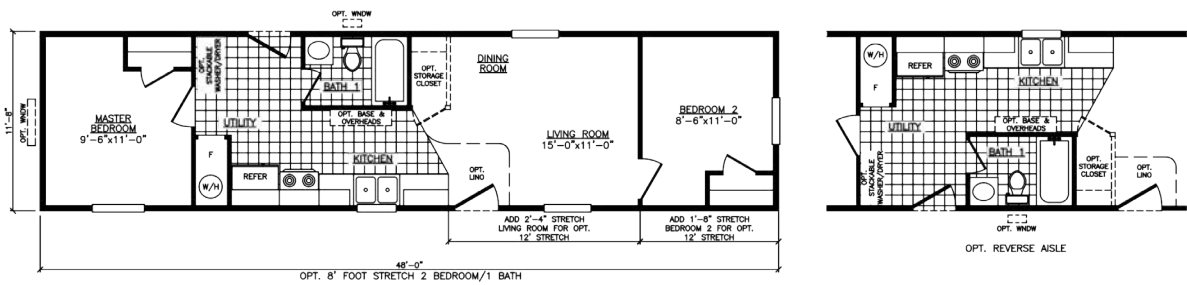 OPT. WNDW
11'-8"
OPT. WNDW
MASTER
BEDROOM
9'-6"x11'-0"
OPT.
STACKABLE
WASHER/DRYER
UTILITY
F
W/H
REFER
BATH 1
OPT. BASE &
OVERHEADS
KITCHEN
OPT.
STORAGE
CLOSET
DINING
ROOM
LIVING ROOM
15'-0"x11'-0"
OPT.
LINO
BEDROOM 2
8'-6"x11'-0"
ADD 2'-4" STRETCH
LIVING ROOM FOR OPT.
12' STRETCH
ADD 1'-8" STRETCH
BEDROOM 2 FOR OPT.
12' STRETCH
48'-0"
OPT. 8' FOOT STRETCH 2 BEDROOM/1 BATH
W/H
F
REFER
KITCHEN
UTILITY
OPT. BASE &
OVERHEADS
BATH 1
OPT.
STACKABLE
WASHER/DRYER
OPT.
STORAGE
CLOSET
OPT.
LINO
OPT. WNDW
OPT. REVERSE AISLE